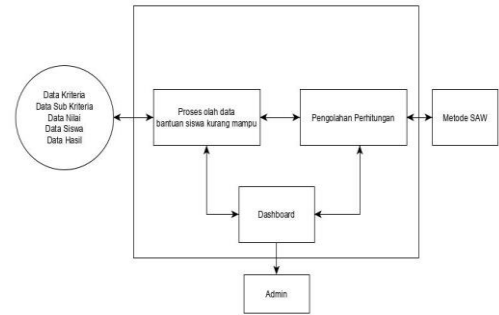 Data Kriteria
Data Sub Kriteria
Data Nilai
Data Siswa
Data Hasil
Proses olah data
bantuan siswa kurang mampu
Pengolahan Perhitungan
Metode SAW
Dashboard
Admin